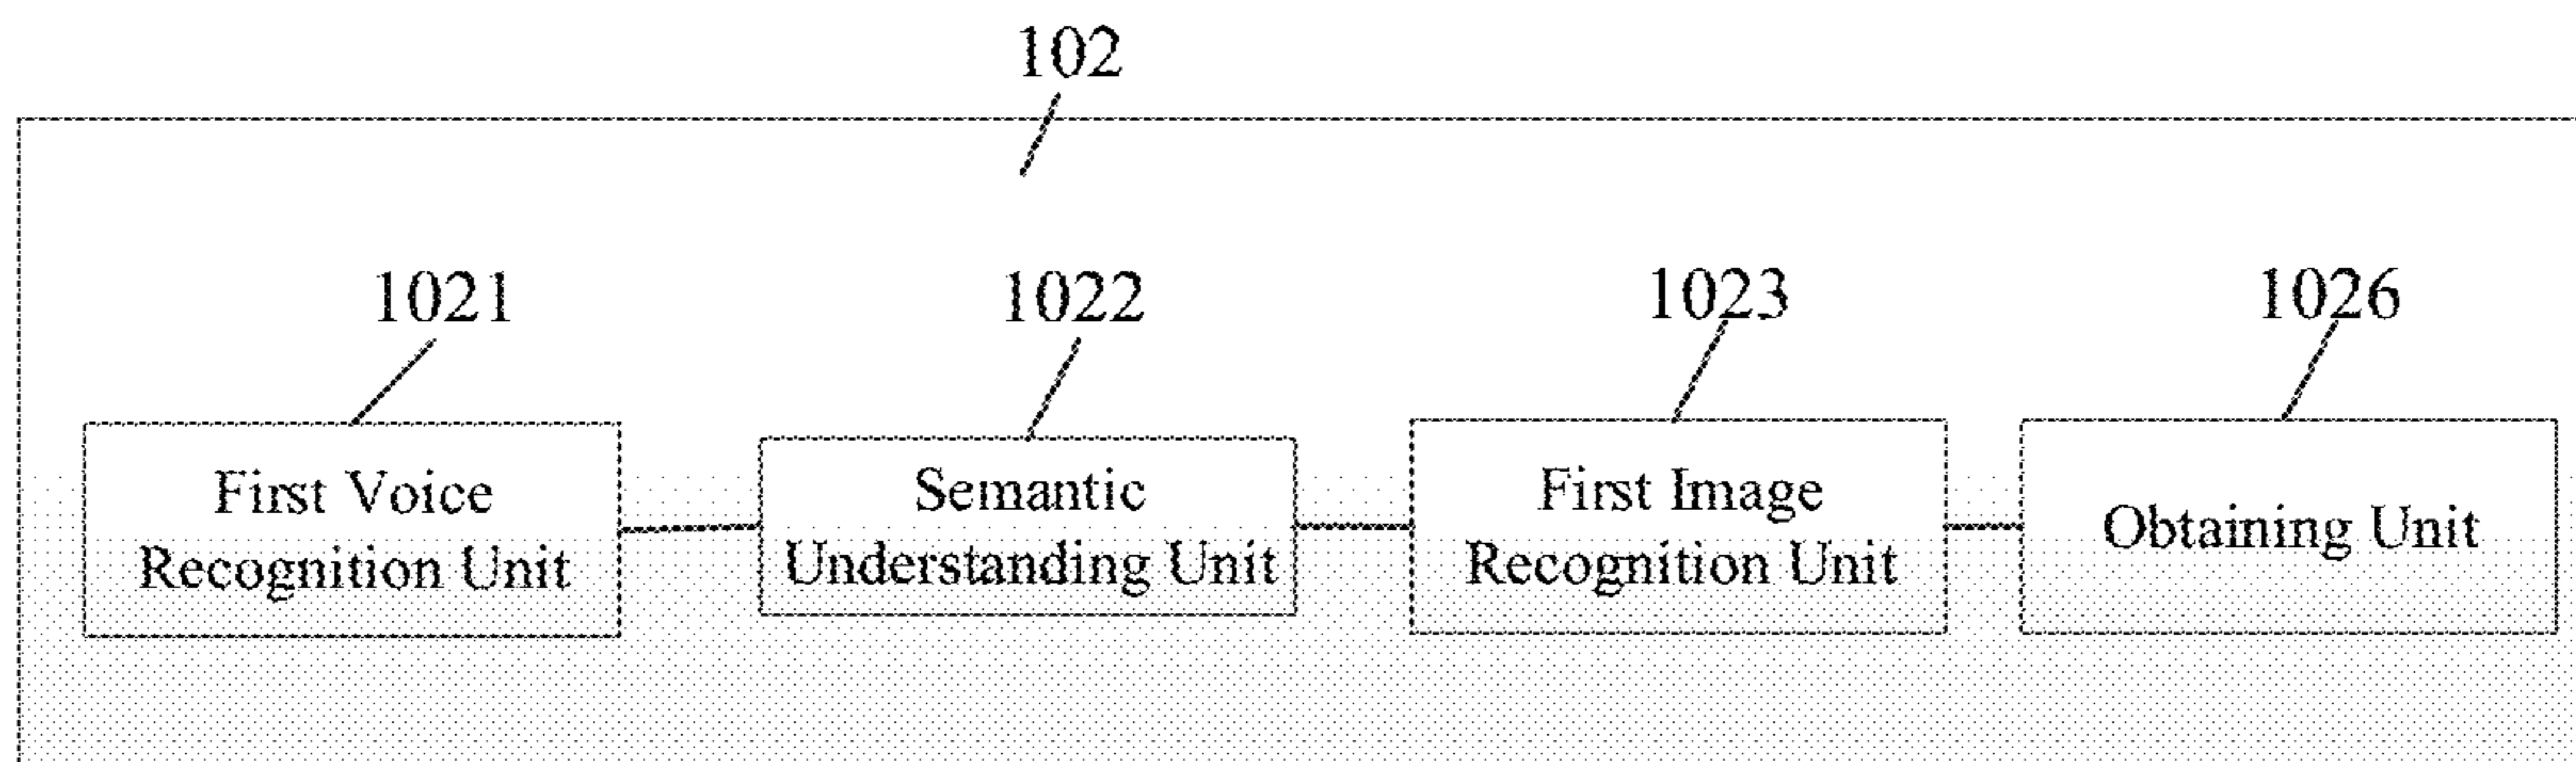 102
1021
1022
1023
1026
First Voice
Recognition Unit
Semantic
Understanding Unit
First Image
Recognition Unit
Obtaining Unit